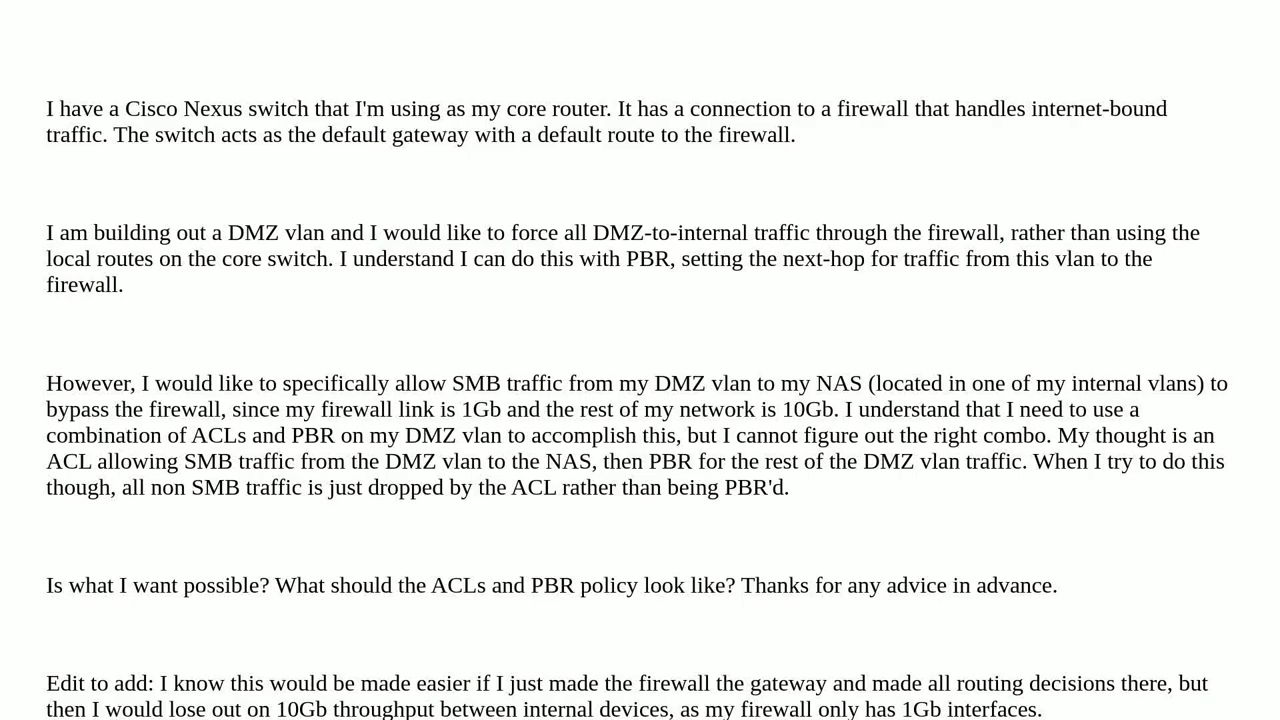 I have a Cisco Nexus switch that I'm using as my core router. It has a connection to a firewall that handles internet-bound
traffic. The switch acts as the default gateway with a default route to the firewall.
I am building out a DMZ vlan and I would like to force all DMZ-to-internal traffic through the firewall, rather than using the
local routes on the core switch. I understand I can do this with PBR, setting the next-hop for traffic from this vlan to the
firewall.
However, I would like to specifically allow SMB traffic from my DMZ vlan to my NAS (located in one of my internal vlans) to
bypass the firewall, since my firewall link is 1Gb and the rest of my network is 10Gb. I understand that I need to use a
combination of ACLs and PBR on my DMZ vlan to accomplish this, but I cannot figure out the right combo. My thought is an
ACL allowing SMB traffic from the DMZ vlan to the NAS, then PBR for the rest of the DMZ vlan traffic. When I try to do this
though, all non SMB traffic is just dropped by the ACL rather than being PBR'd.
Is what I want possible? What should the ACLs and PBR policy look like? Thanks for any advice in advance.
Edit to add: I know this would be made easier if I just made the firewall the gateway and made all routing decisions there, but
then I would lose out on 10Gb throughput between internal devices, as my firewall only has 1Gb interfaces.